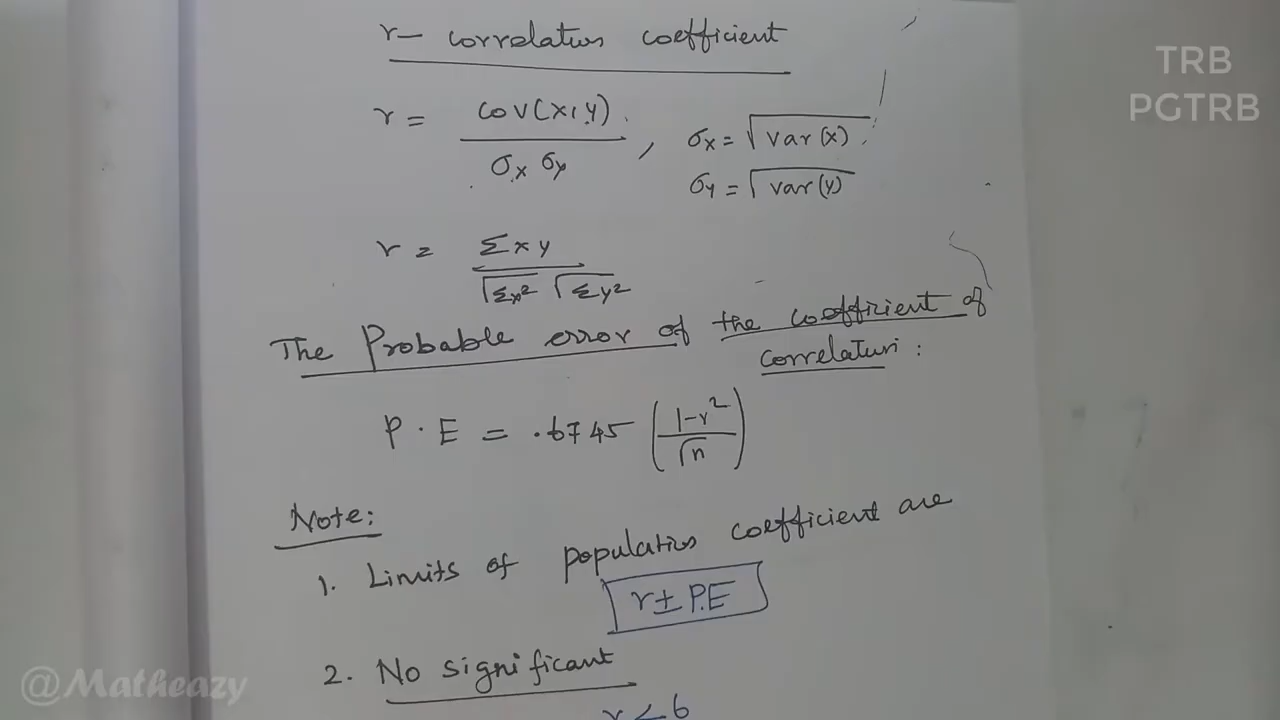 r- correlation coefficient
TRB
PGTRB
r = cov(x,y) / σx σy , σx = √var(x)
σy = √var(y)
r = Σxy / √Σx² √Σy²
The Probable error of the coefficient of
correlation :
P.E = .6745 (1-r² / √n)
Note:
1. Limits of population coefficient are
r ± P.E
2. No significant
r < 6
@Matheazy